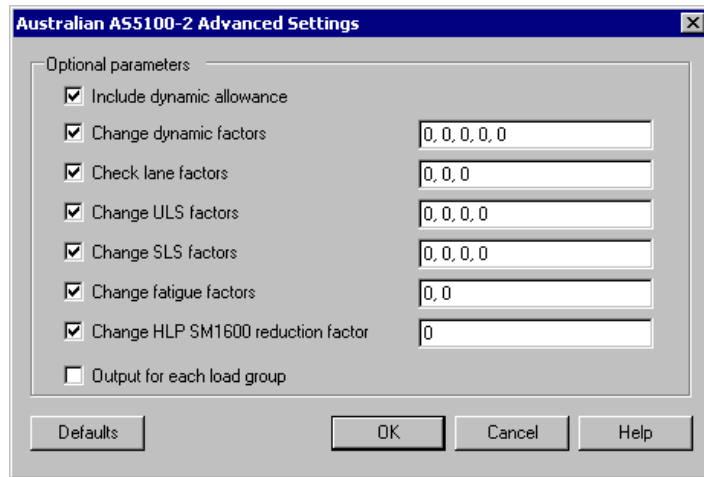 Australian AS5100-2 Advanced Settings
Optional parameters
Include dynamic allowance
Change dynamic factors 0, 0, 0, 0, 0
Check lane factors 0, 0, 0
Change ULS factors 0, 0, 0, 0
Change SLS factors 0, 0, 0, 0
Change fatigue factors 0, 0
Change HLP SM1600 reduction factor 0
Output for each load group
Defaults OK Cancel Help